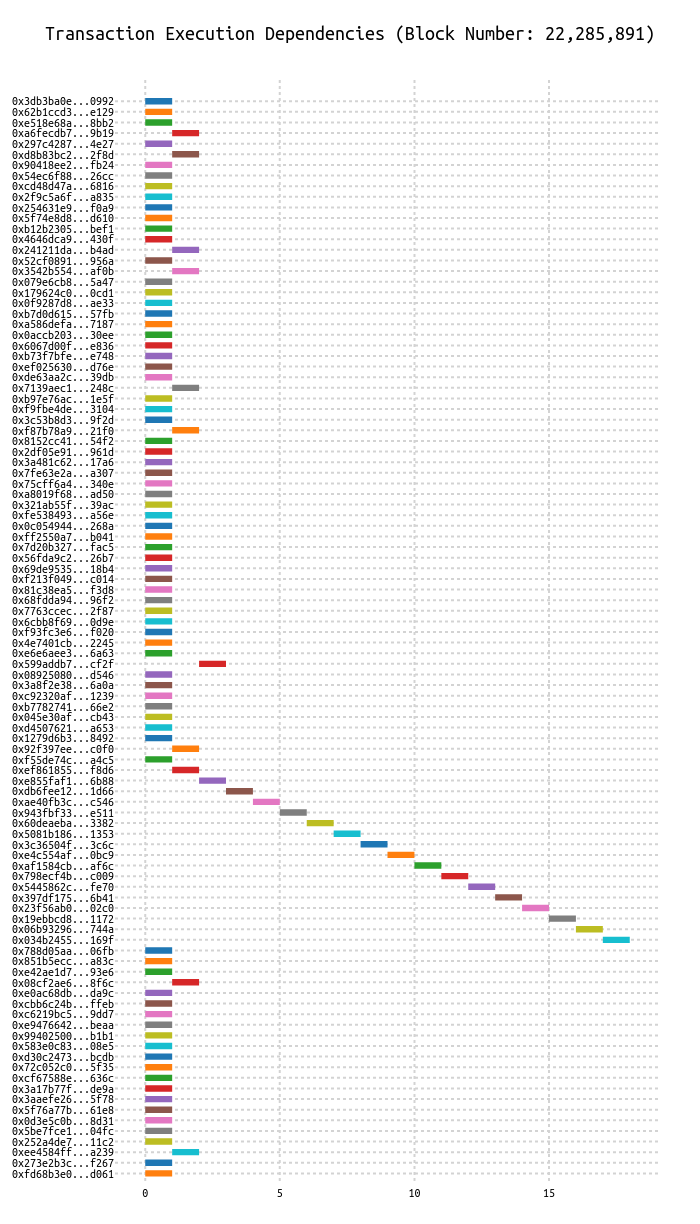 Transaction Execution Dependencies (Block Number: 22,285,891)
0x3db3ba0e...0992
0x62b1ccd3...e129
0xe518e68a...8bb2
0xa6fecdb7...9b19
0x297c4287...4e27
0xd8b83bc2...2f8d
0x90418ee2...fb24
0x54ec6f88...26cc
0xcd48d47a...6816
0x2f9c5a6f...a835
0x254631e9...f0a9
0x5f74e8d8...d610
0xb12b2305...bef1
0x4646dca9...430f
0x241211da...b4ad
0x52cf0891...956a
0x3542b554...af0b
0x079e6cb8...5a47
0x179624c0...0cd1
0x0f9287d8...ae33
0xb7d0d615...57fb
0xa586defa...7187
0x0accb203...30ee
0x6067d00f...e836
0xb73f7bfe...e748
0xef025630...d76e
0xde63aa2c...39db
0x7139aec1...248c
0xb97e76ac...1e5f
0xf9fbe4de...3104
0x3c53b8d3...9f2d
0xf87b78a9...21f0
0x8152cc41...54f2
0x2df05e91...961d
0x3a481c62...17a6
0x7fe63e2a...a307
0x75cff6a4...340e
0xa8019f68...ad50
0x321ab55f...39ac
0xfe538493...a56e
0x0c054944...268a
0xff2550a7...b041
0x7d20b327...fac5
0x56fda9c2...26b7
0x69de9535...18b4
0xf213f049...c014
0x81c38ea5...f3d8
0x68fdda94...96f2
0x7763ccec...2f87
0x6cbb8f69...0d9e
0xf93fc3e6...f020
0x4e7401cb...2245
0xe6e6aee3...6a63
0x599addb7...cf2f
0x08925080...d546
0x3a8f2e38...6a0a
0xc92320af...1239
0xb7782741...66e2
0x045e30af...cb43
0xd4507621...a653
0x1279d6b3...8492
0x92f397ee...c0f0
0xf55de74c...a4c5
0xef861855...f8d6
0xe855faf1...6b88
0xdb6fee12...1d66
0xae40fb3c...c546
0x943fbf33...e511
0x60deaeba...3382
0x5081b186...1353
0x3c36504f...3c6c
0xe4c554af...0bc9
0xaf1584cb...af6c
0x798ecf4b...c009
0x5445862c...fe70
0x397df175...6b41
0x23f56ab0...02c0
0x19ebbcd8...1172
0x06b93296...744a
0x034b2455...169f
0x788d05aa...06fb
0x851b5ecc...a83c
0xe42ae1d7...93e6
0x08cf2ae6...8f6c
0xe0ac68db...da9c
0xcbb6c24b...ffeb
0xc6219bc5...9dd7
0xe9476642...beaa
0x99402500...b1b1
0x583e0c83...08e5
0xd30c2473...bcdb
0x72c052c0...5f35
0xcf67588e...636c
0x3a17b77f...de9a
0x3aaefe26...5f78
0x5f76a77b...61e8
0x0d3e5c0b...8d31
0x5be7fce1...04fc
0x252a4de7...11c2
0xee4584ff...a239
0x273e2b3c...f267
0xfd68b3e0...d061
0 5 10 15